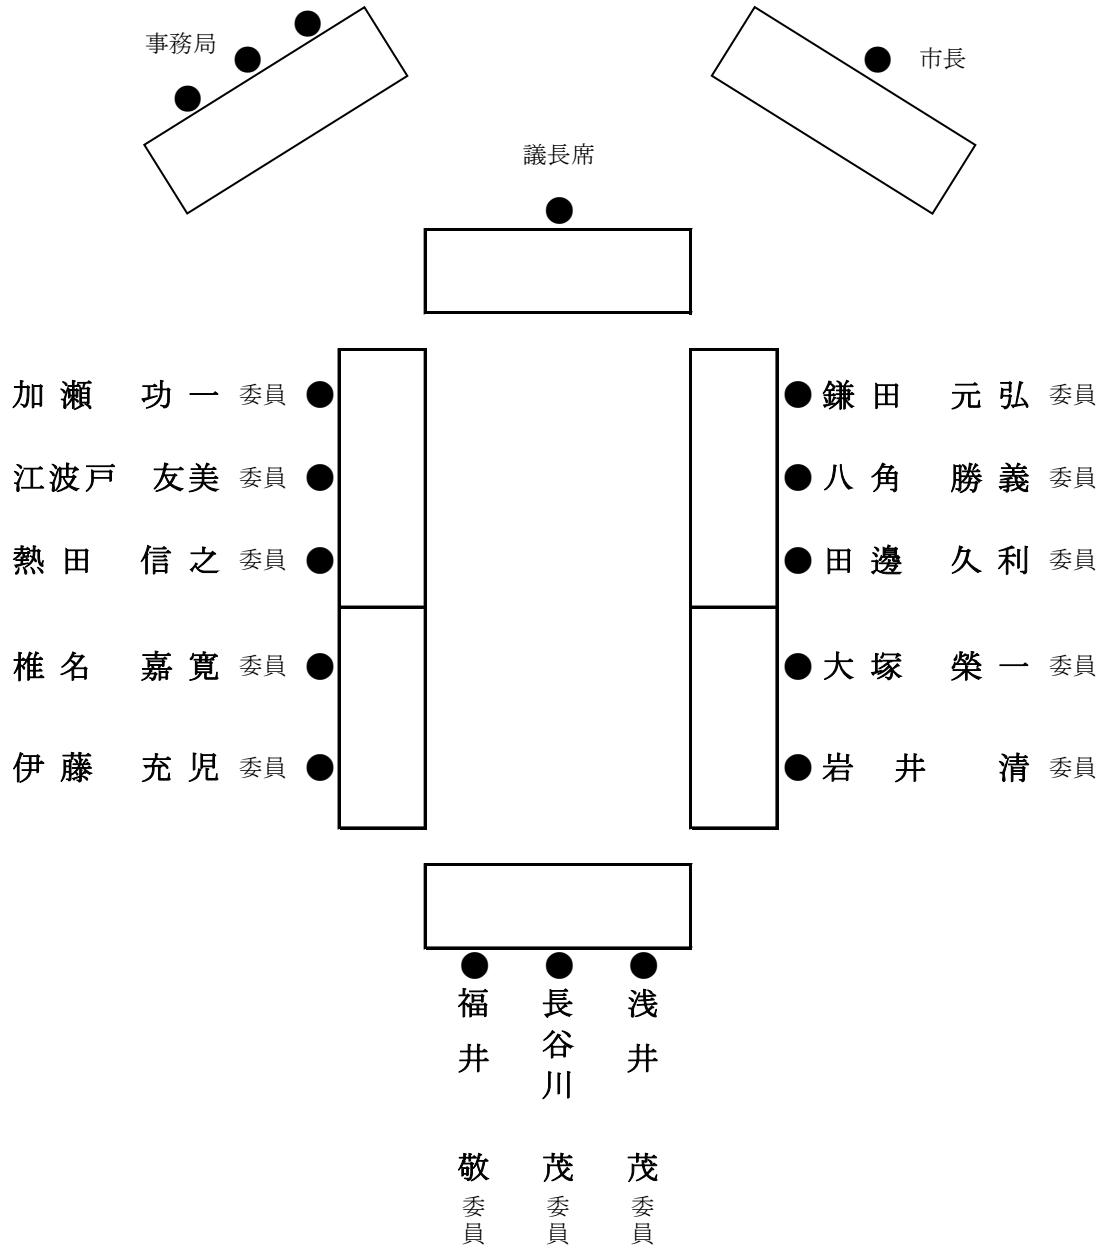 事務局
市長
議長席
加瀬　功一 委員
鎌田　元弘 委員
江波戸　友美 委員
八角　勝義 委員
熱田　信之 委員
田邊　久利 委員
椎名　嘉寛 委員
大塚　榮一 委員
伊藤　充児 委員
岩井　清 委員
福井　敬 委員
長谷川　茂 委員
浅井　茂 委員